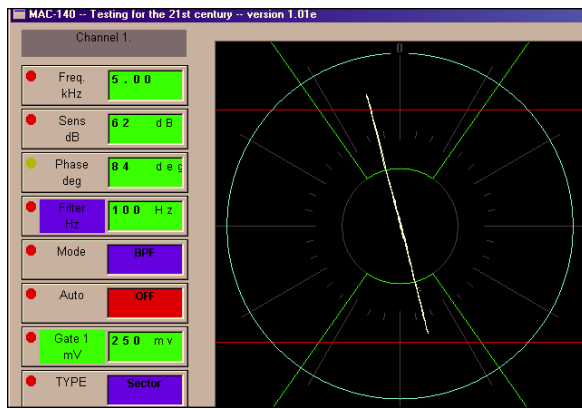 MAC-140 -- Testing for the 21st century -- version 1.01e
Channel 1.
0
Freq.
kHz
5.00
Sens
dB
62 dB
Phase
deg
84 deg
Filter
Hz
100 Hz
Mode
BPF
Auto
OFF
Gate 1
mV
250 mv
TYPE
Sector